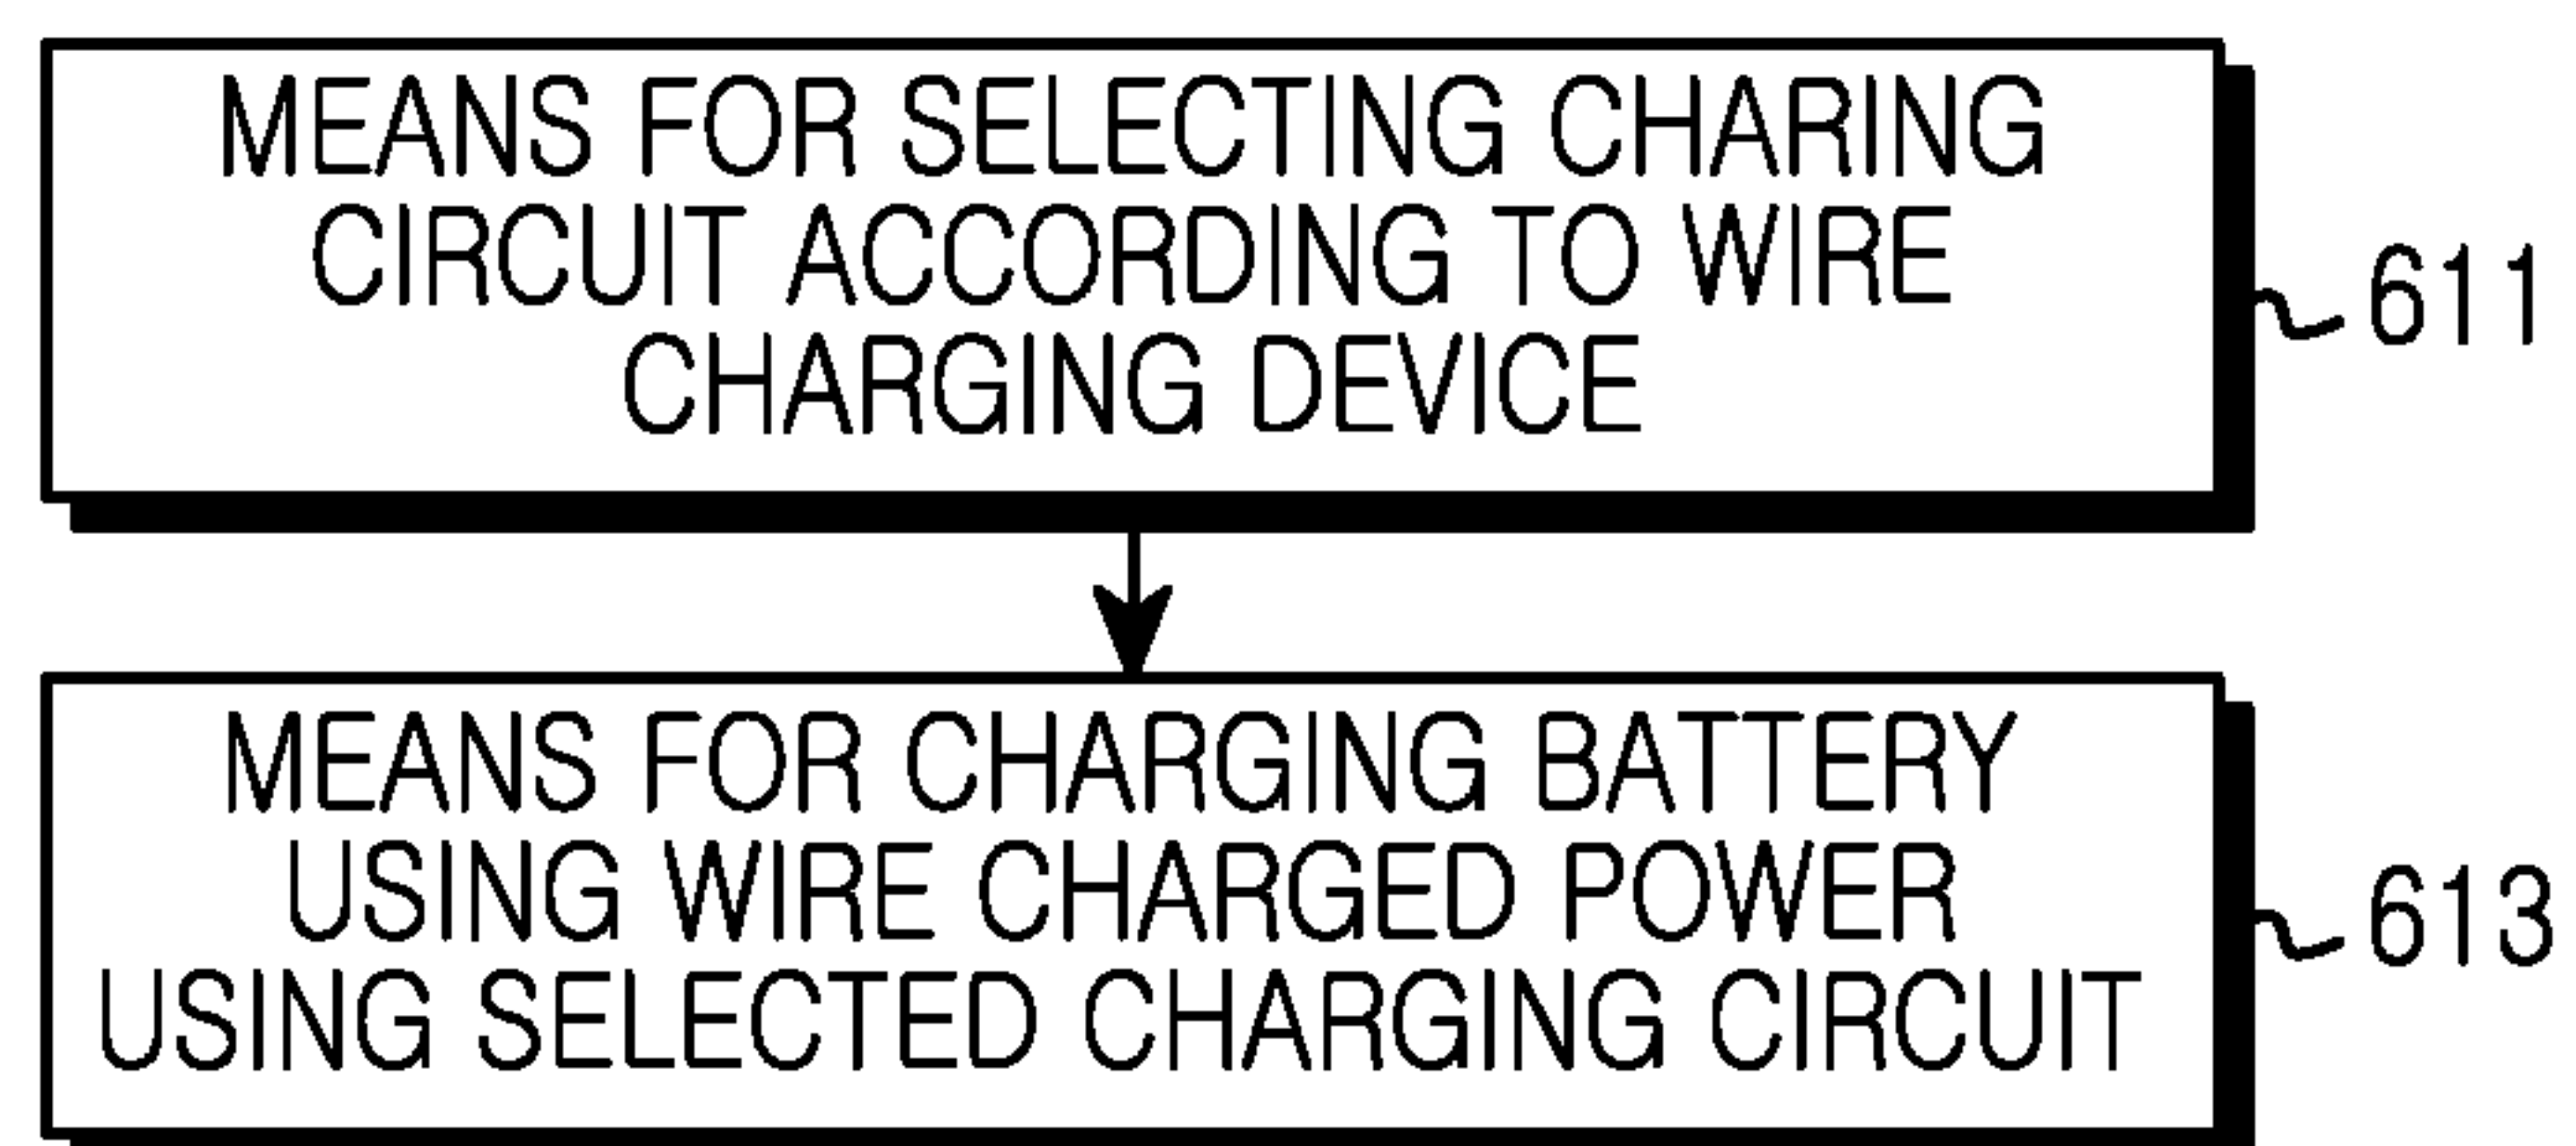 MEANS FOR SELECTING CHARING
CIRCUIT ACCORDING TO WIRE
CHARGING DEVICE
611
MEANS FOR CHARGING BATTERY
USING WIRE CHARGED POWER
USING SELECTED CHARGING CIRCUIT
613